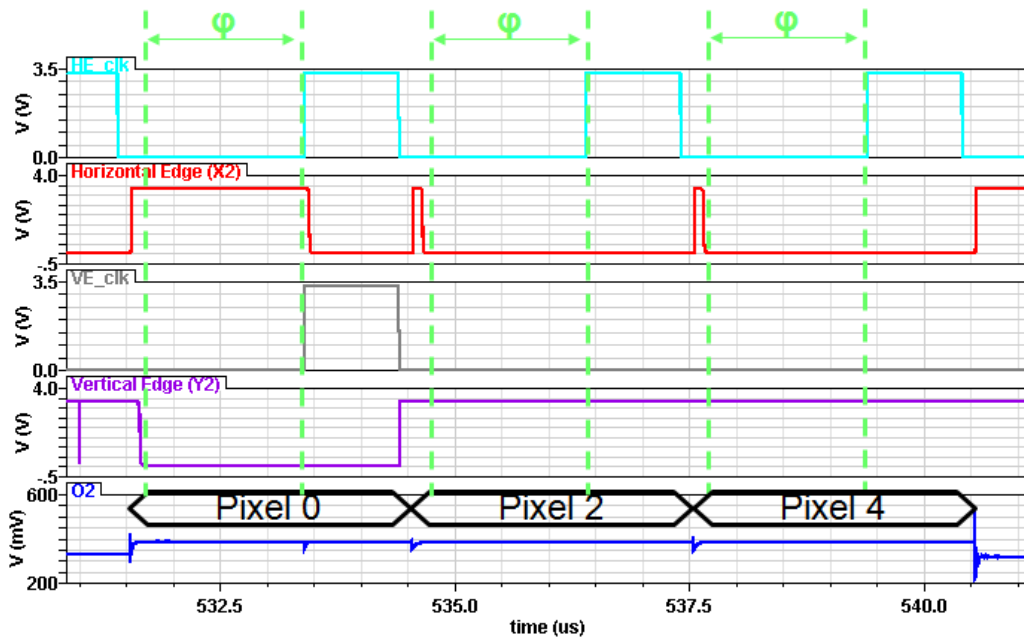 φ φ φ
HE_clk
3.5
V (V)
0.0
Horizontal Edge (X2)
4.0
V (V)
-.5
VE_clk
3.5
V (V)
0.0
Vertical Edge (Y2)
4.0
V (V)
-.5
O2
600
Pixel 0 Pixel 2 Pixel 4
V (mV)
200
532.5 535.0 537.5 540.0
time (us)